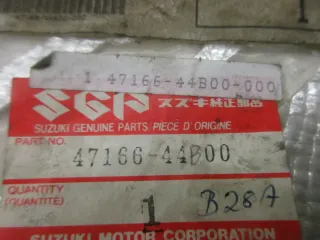 1 47166-44B00-000
SGP スズキ純正部品
SUZUKI GENUINE PARTS PIECE D'ORIGINE
PART NO.
47166-44B00
QUANTITY
(QUANTITÉ)
1
B28A
SUZUKI MOTOR CORPORATION